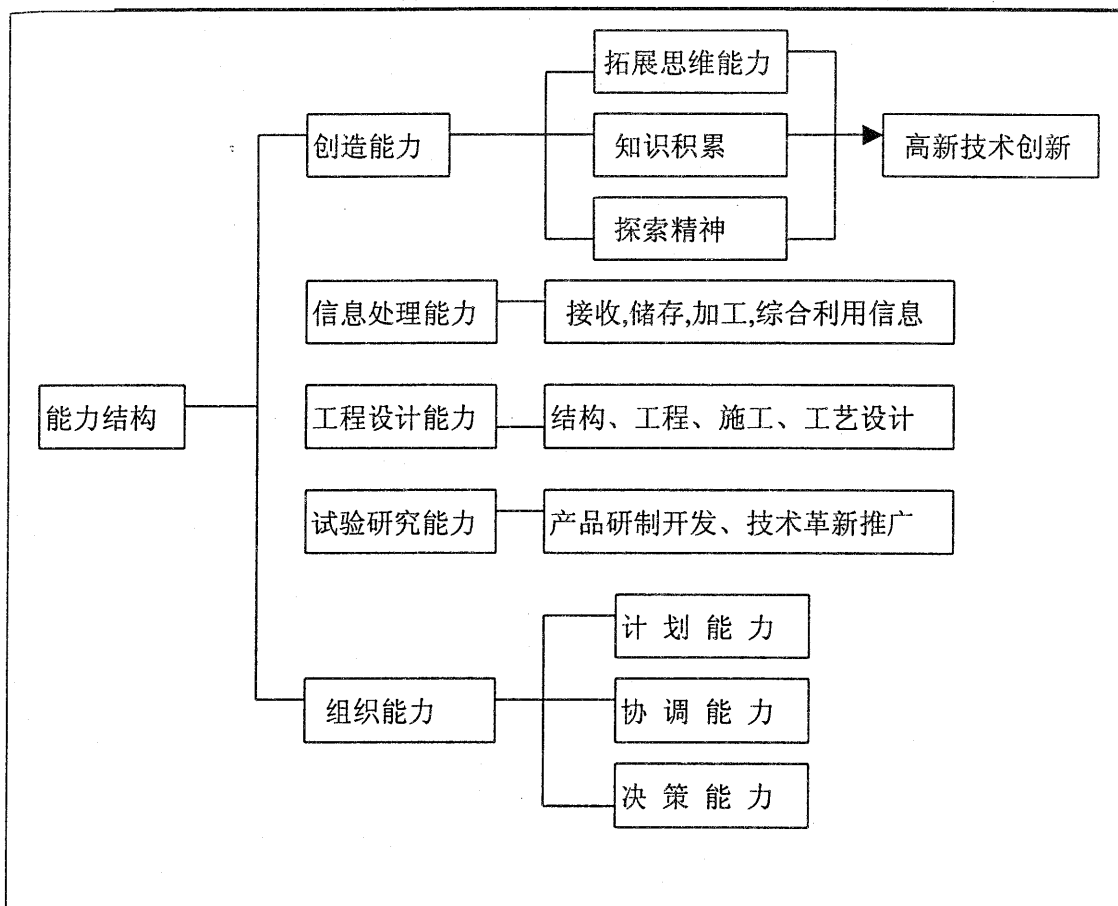 拓展思维能力
创造能力
知识积累
高新技术创新
探索精神
信息处理能力
接收,储存,加工,综合利用信息
能力结构
工程设计能力
结构、工程、施工、工艺设计
试验研究能力
产品研制开发、技术革新推广
计 划 能 力
组织能力
协 调 能 力
决 策 能 力